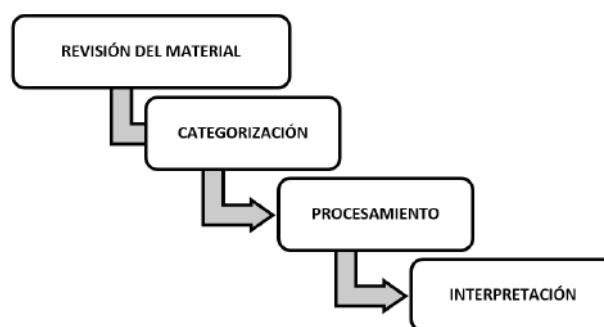 REVISIÓN DEL MATERIAL
CATEGORIZACIÓN
PROCESAMIENTO
INTERPRETACIÓN